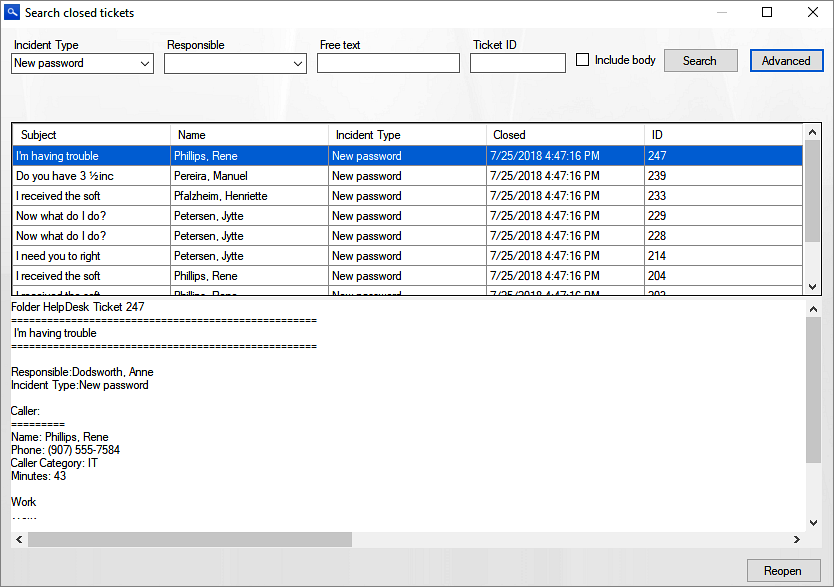 Search closed tickets
Incident Type Responsible Free text Ticket ID
New password Include body Search Advanced
Subject Name Incident Type Closed ID
I'm having trouble Phillips, Rene New password 7/25/2018 4:47:16 PM 247
Do you have 3 ½inc Pereira, Manuel New password 7/25/2018 4:47:16 PM 239
I received the soft Pfalzheim, Henriette New password 7/25/2018 4:47:16 PM 233
Now what do I do? Petersen, Jytte New password 7/25/2018 4:47:16 PM 229
Now what do I do? Petersen, Jytte New password 7/25/2018 4:47:16 PM 228
I need you to right Petersen, Jytte New password 7/25/2018 4:47:16 PM 214
I received the soft Phillips, Rene New password 7/25/2018 4:47:16 PM 204
Folder HelpDesk Ticket 247
===================================================
I'm having trouble
===================================================
Responsible:Dodsworth, Anne
Incident Type:New password
Caller:
=========
Name: Phillips, Rene
Phone: (907) 555-7584
Caller Category: IT
Minutes: 43
Work
Reopen